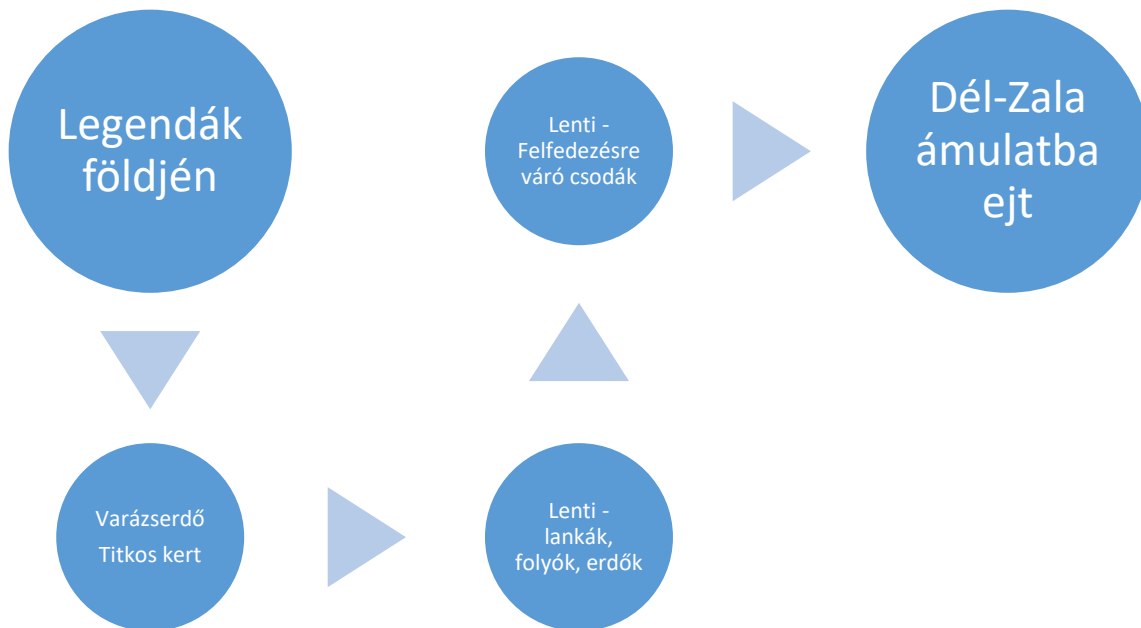 Legendák
földjén
Varázserdő
Titkos kert
Lenti -
lankák,
folyók, erdők
Lenti -
Felfedezésre
váró csodák
Dél-Zala
ámulatba
ejt